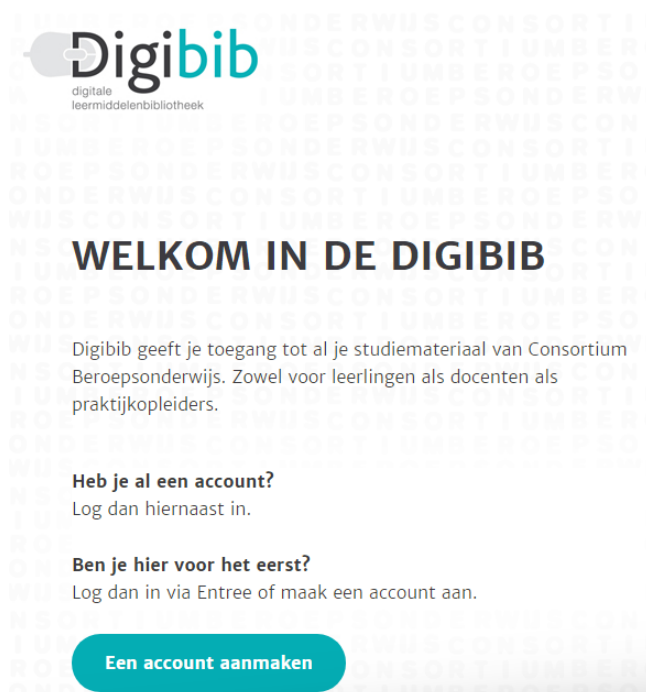 Digibib
digitale
leermiddelenbibliotheek
WELKOM IN DE DIGIBIB
Digibib geeft je toegang tot al je studiemateriaal van Consortium
Beroepsonderwijs. Zowel voor leerlingen als docenten als
praktijkopleiders.
Heb je al een account?
Log dan hiernaast in.
Ben je hier voor het eerst?
Log dan in via Entree of maak een account aan.
Een account aanmaken